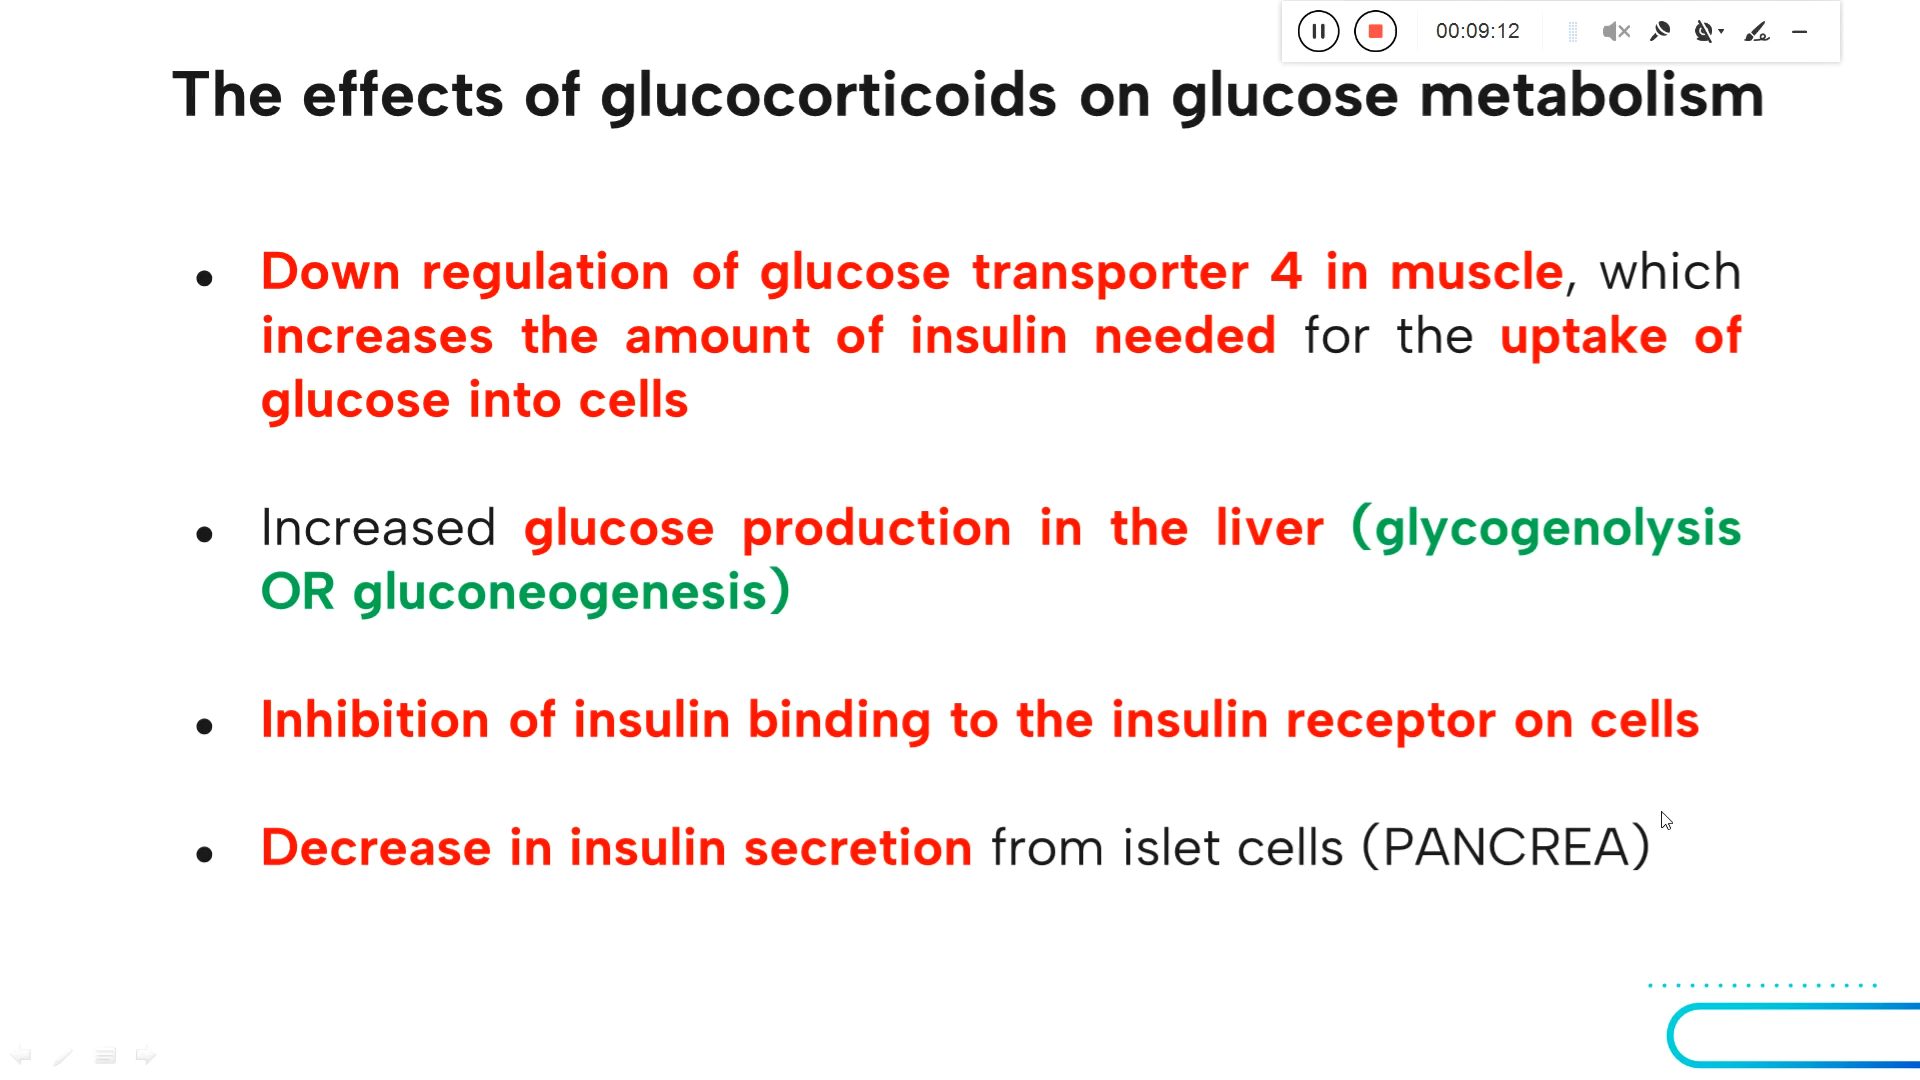 00:09:12
The effects of glucocorticoids on glucose metabolism
• Down regulation of glucose transporter 4 in muscle, which
increases the amount of insulin needed for the uptake of
glucose into cells
• Increased glucose production in the liver (glycogenolysis
OR gluconeogenesis)
• Inhibition of insulin binding to the insulin receptor on cells
• Decrease in insulin secretion from islet cells (PANCREA)